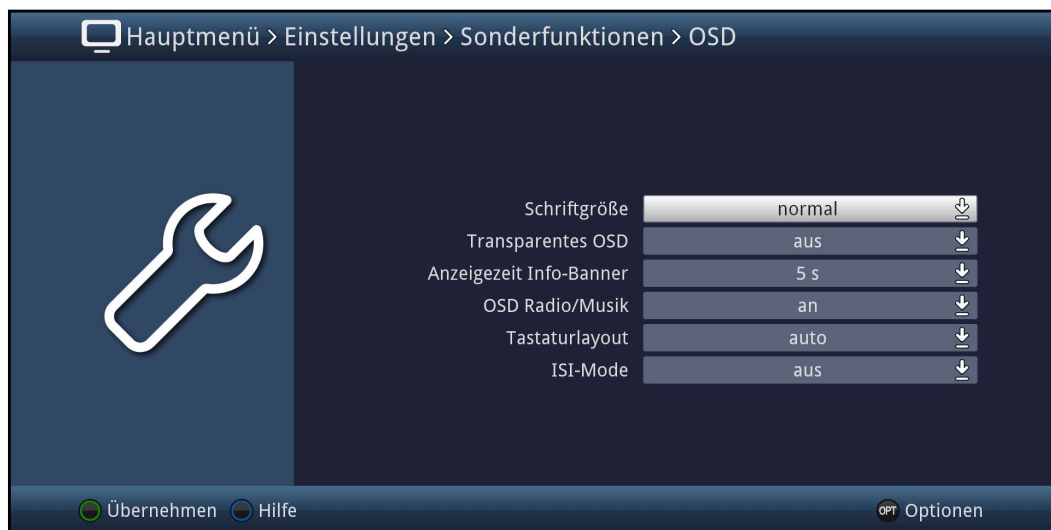 Hauptmenü > Einstellungen > Sonderfunktionen > OSD
Schriftgröße normal
Transparentes OSD aus
Anzeigezeit Info-Banner 5 s
OSD Radio/Musik an
Tastaturlayout auto
ISI-Mode aus
Übernehmen Hilfe OPT Optionen